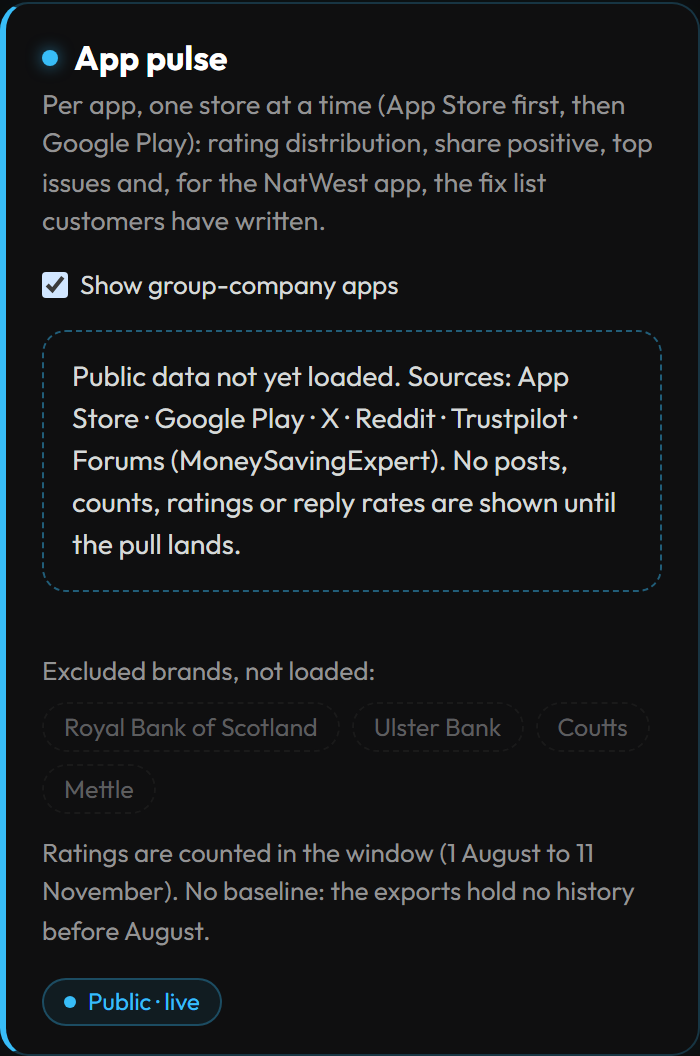 App pulse
Per app, one store at a time (App Store first, then
Google Play): rating distribution, share positive, top
issues and, for the NatWest app, the fix list
customers have written.
Show group-company apps
Public data not yet loaded. Sources: App
Store · Google Play · X · Reddit · Trustpilot ·
Forums (MoneySavingExpert). No posts,
counts, ratings or reply rates are shown until
the pull lands.
Excluded brands, not loaded:
Royal Bank of Scotland Ulster Bank Coutts
Mettle
Ratings are counted in the window (1 August to 11
November). No baseline: the exports hold no history
before August.
Public · live